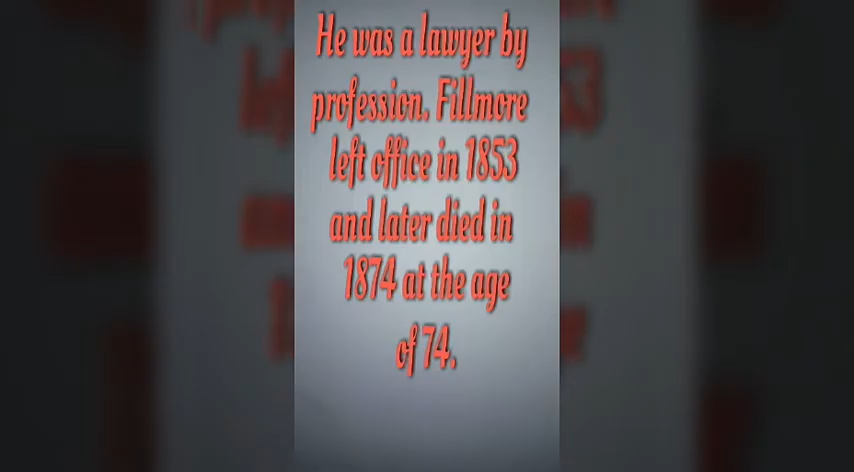 He was a lawyer by
profession. Fillmore
left office in 1853
and later died in
1874 at the age
of 74.